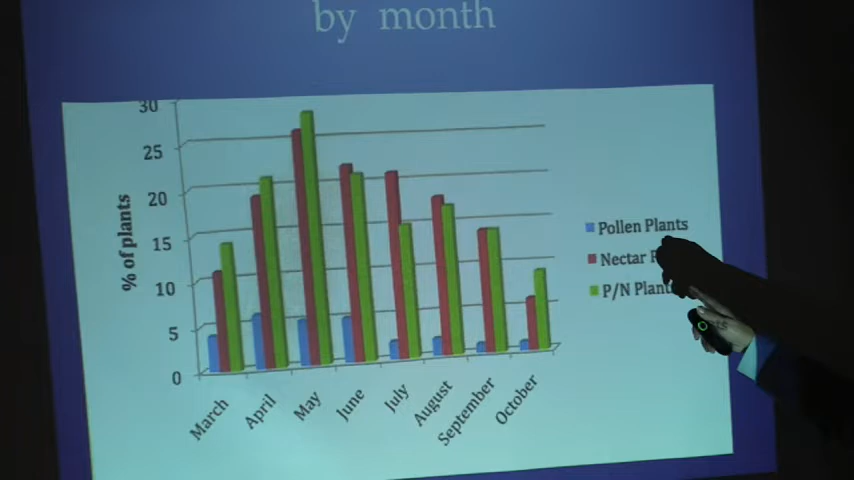 by month
30
25
20
15
10
5
0
% of plants
March
April
May
June
July
August
September
October
Pollen Plants
Nectar
P/N Plant